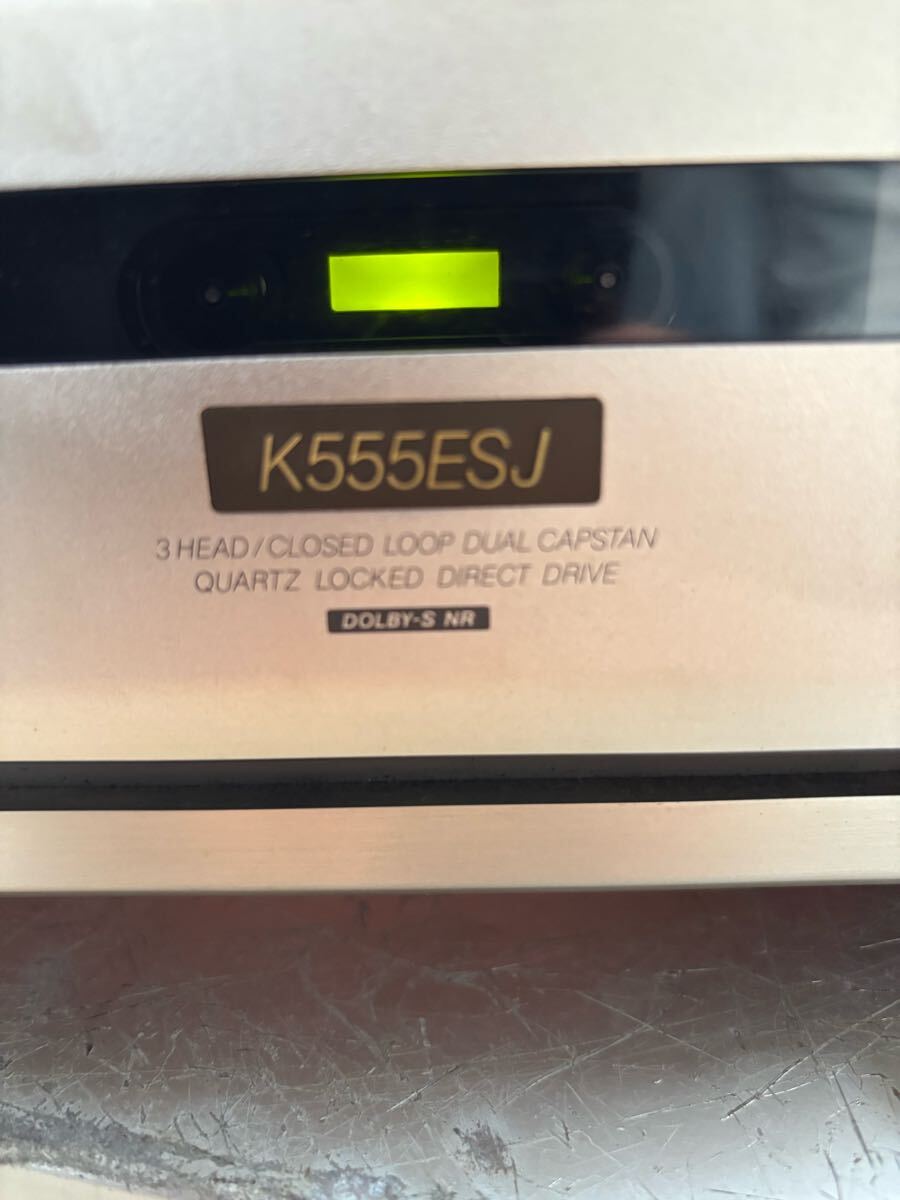 K555ESJ
3 HEAD/CLOSED LOOP DUAL CAPSTAN
QUARTZ LOCKED DIRECT DRIVE
DOLBY-S NR